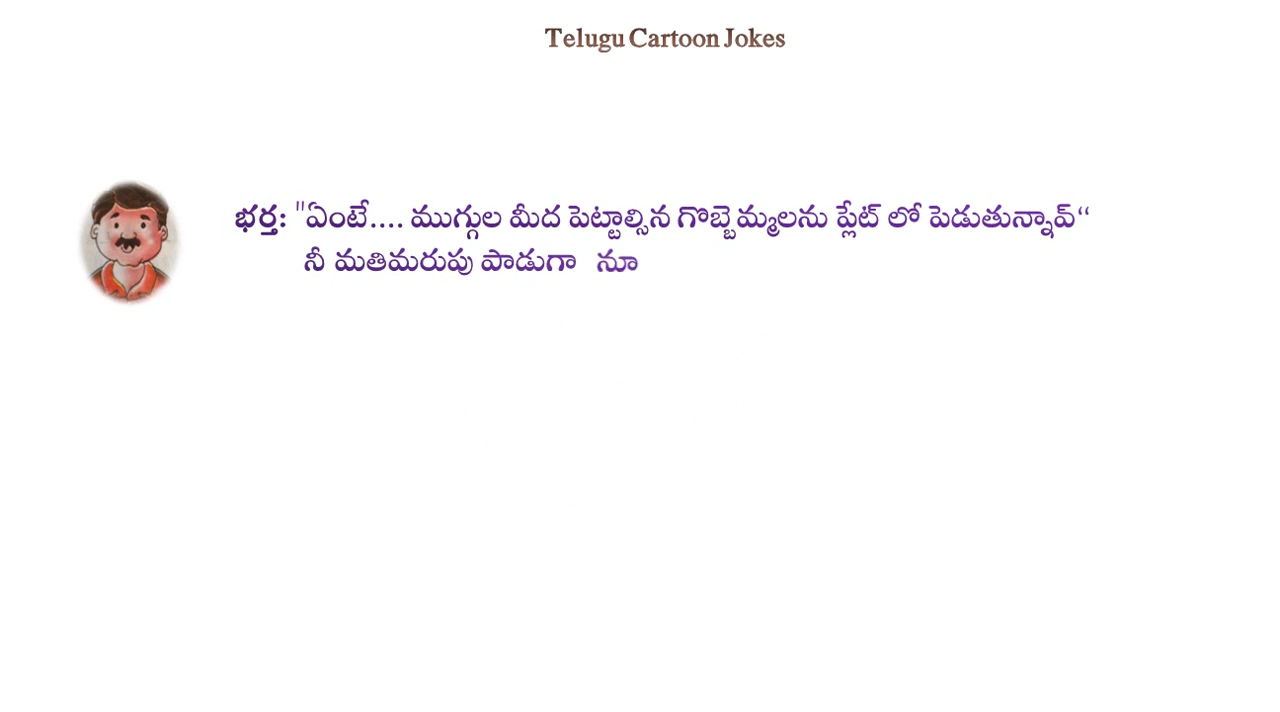 Telugu Cartoon Jokes
భర్త: "ఏంటే.... ముగ్గుల మీద పెట్టాల్సిన గొబ్బెమ్మలను ప్లేట్ లో పెడుతున్నావ్“
నీ మతిమరుపు పాడుగా నూ